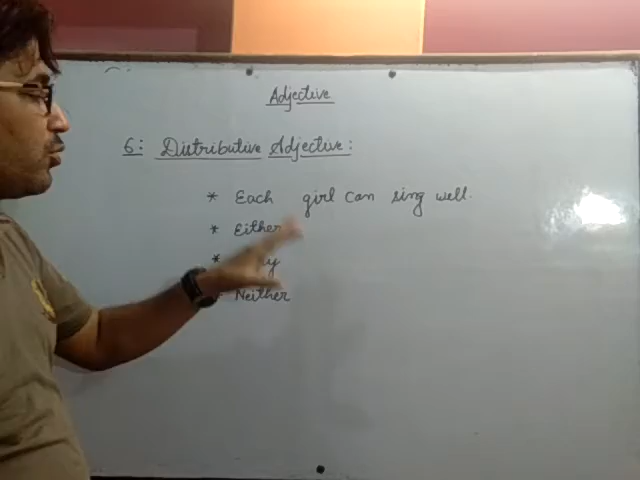 Adjective
6: Distributive Adjective:
* Each girl can sing well.
* Either
*
Neither